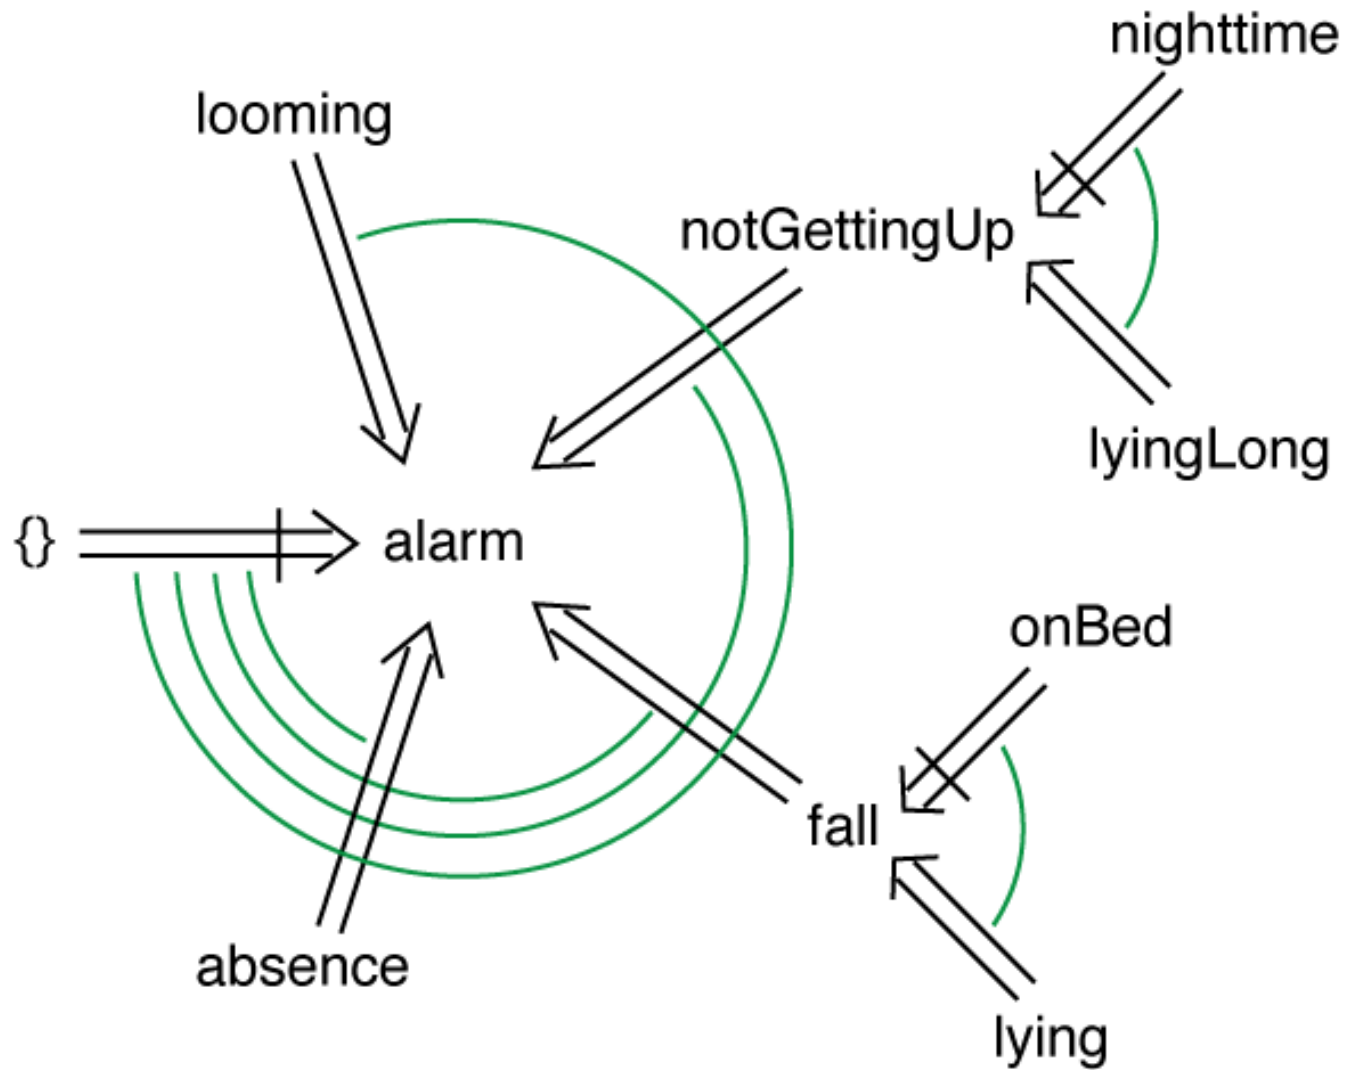 nighttime
looming
notGettingUp
lyingLong
{}
alarm
onBed
fall
absence
lying